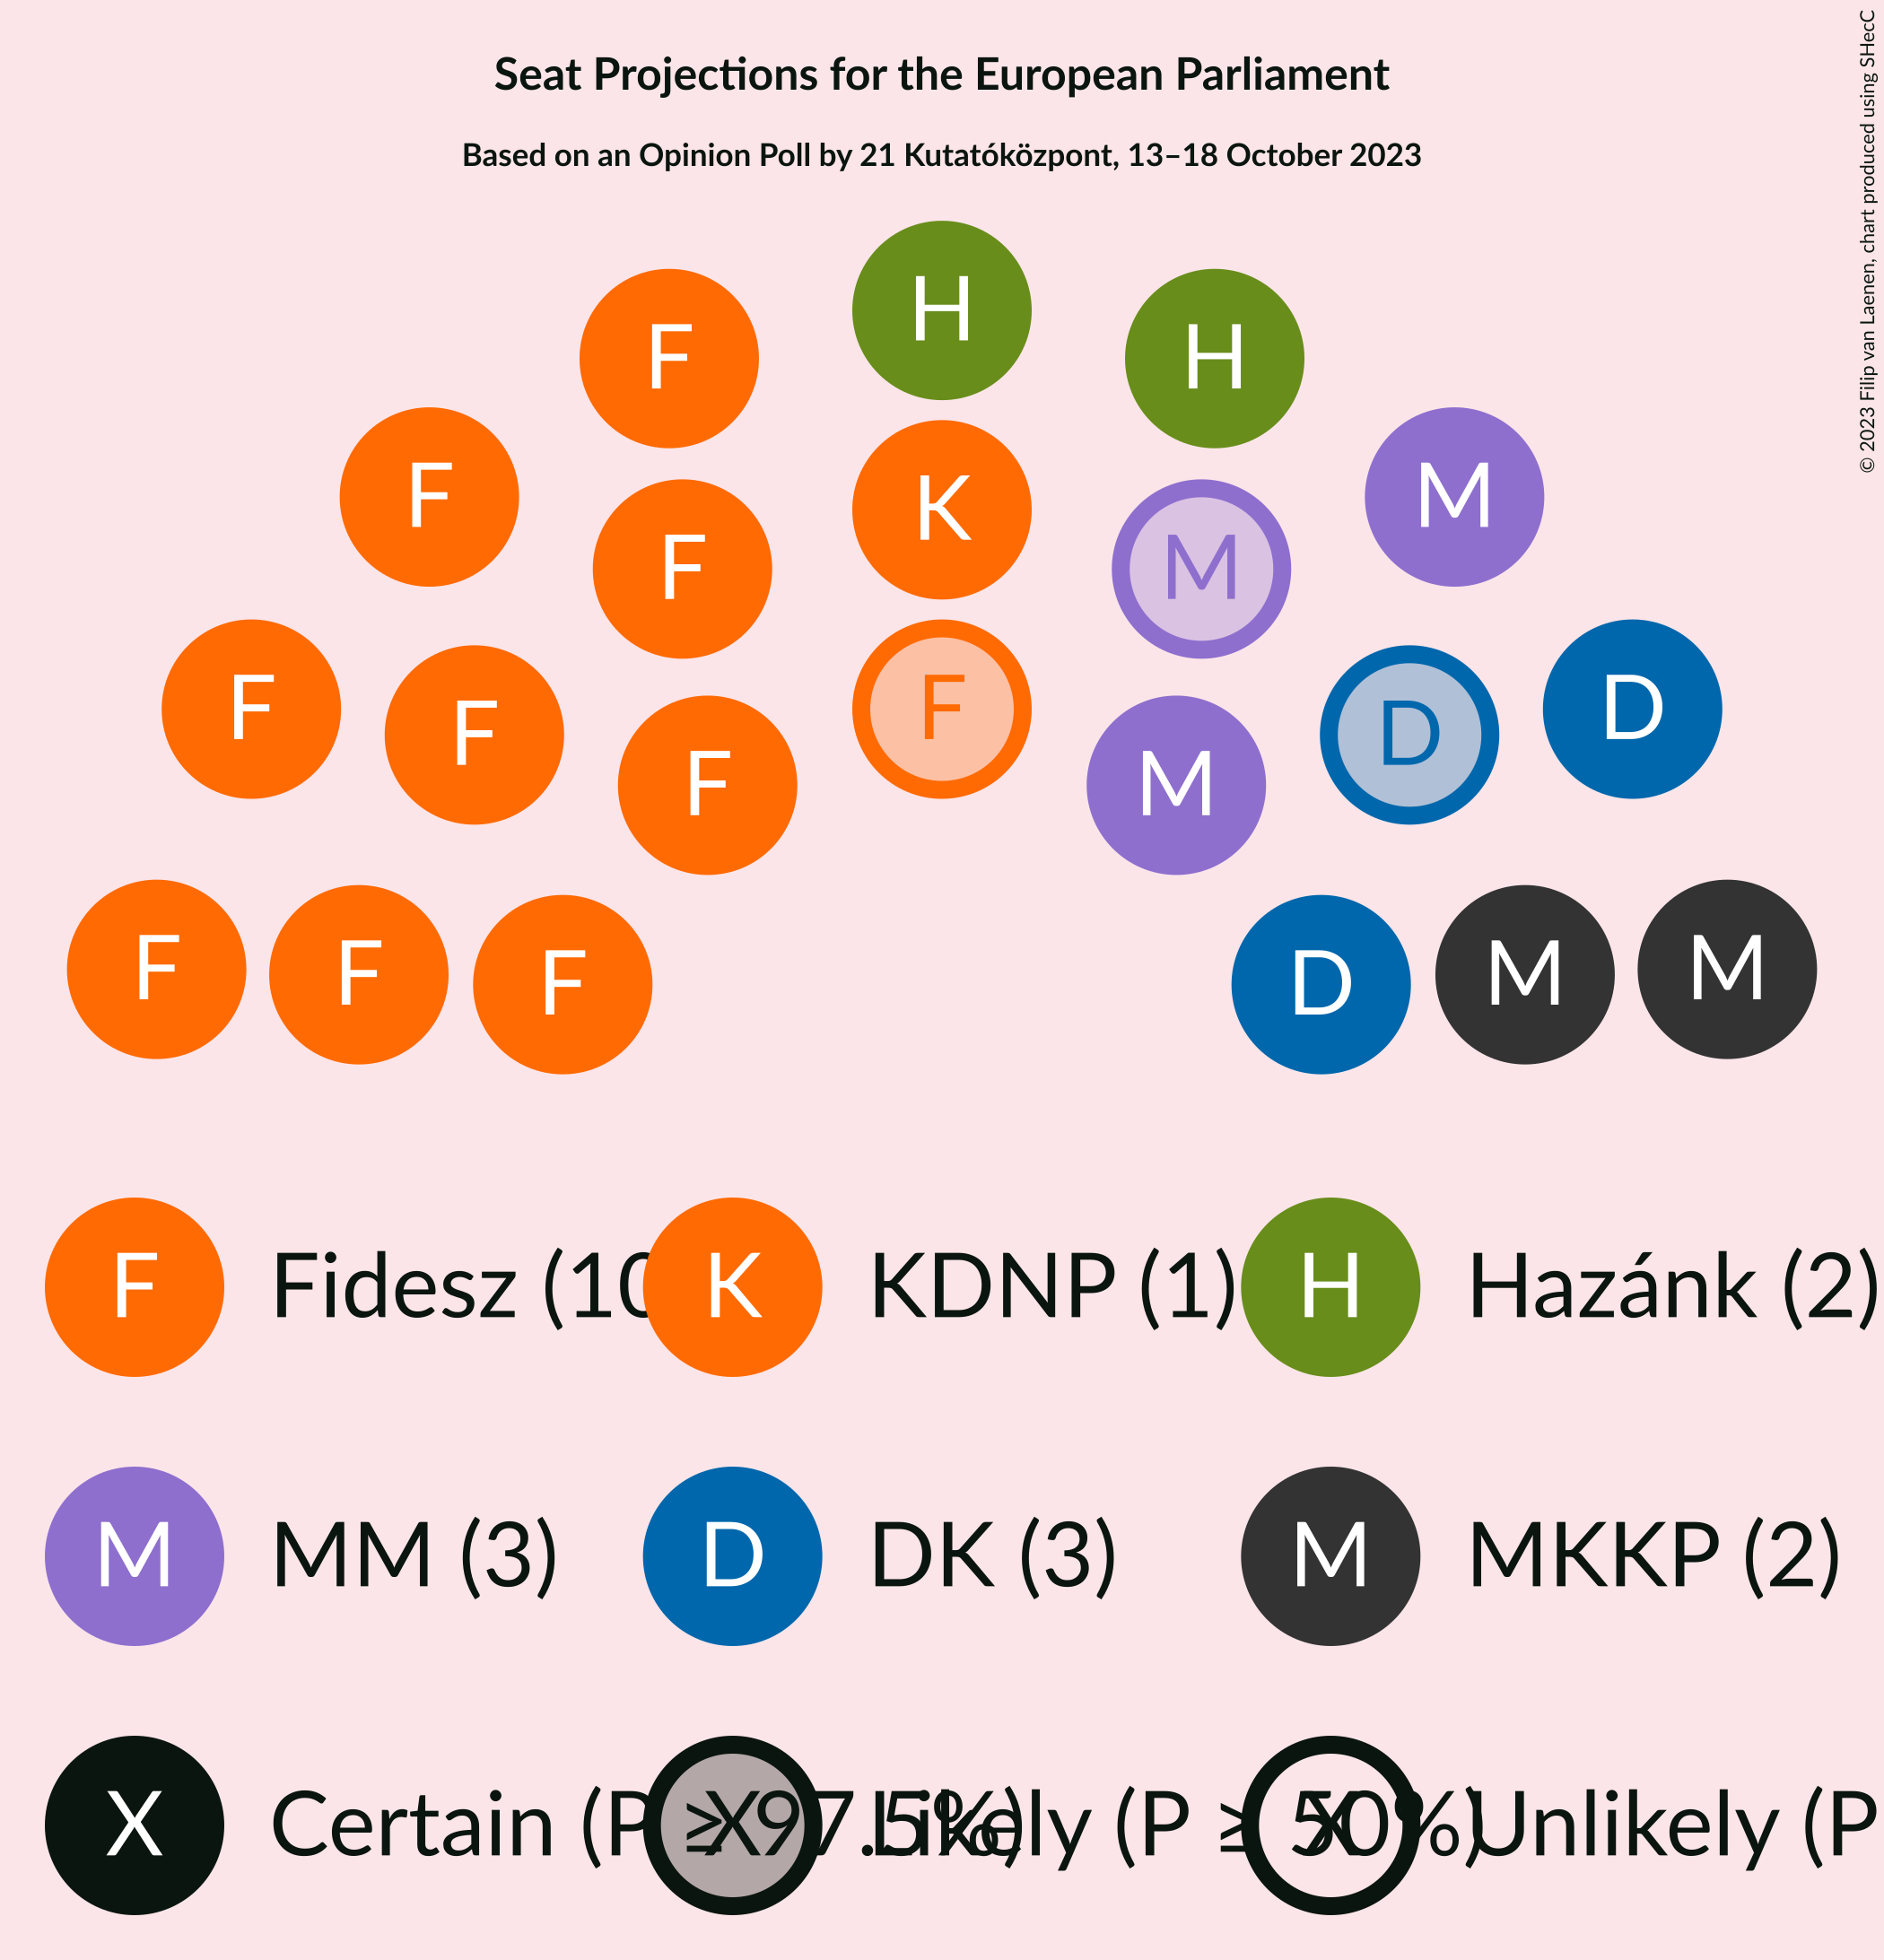 Seat Projections for the European Parliament
Based on an Opinion Poll by 21 Kutatóközpont, 13–18 October 2023
© 2023 Filip van Laenen, chart produced using SHecC
H
F H
F M
K
F M
F F D
F D
F M
F F F D M M
F Fidesz (10 K KDNP (1) H Hazánk (2)
M MM (3) D DK (3) M MKKP (2)
X Certain (P ≥ 97.5%) X Likely (P ≥ 50%) X Unlikely (P